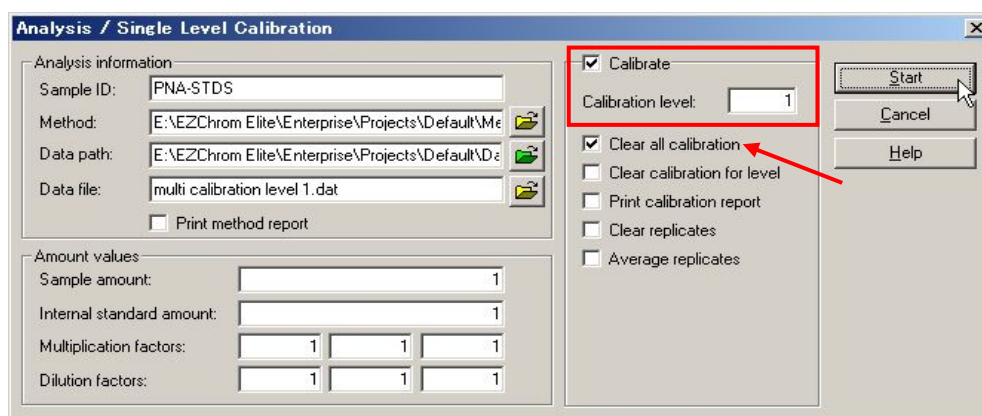 Analysis / Single Level Calibration
Analysis information
Sample ID: PNA-STDS
Method: E:\EZChrom Elite\Enterprise\Projects\Default\Me
Data path: E:\EZChrom Elite\Enterprise\Projects\Default\Da
Data file: multi calibration level 1.dat
Print method report
Amount values
Sample amount: 1
Internal standard amount: 1
Multiplication factors: 1 1 1
Dilution factors: 1 1 1
Calibrate
Calibration level: 1
Clear all calibration
Clear calibration for level
Print calibration report
Clear replicates
Average replicates
Start
Cancel
Help